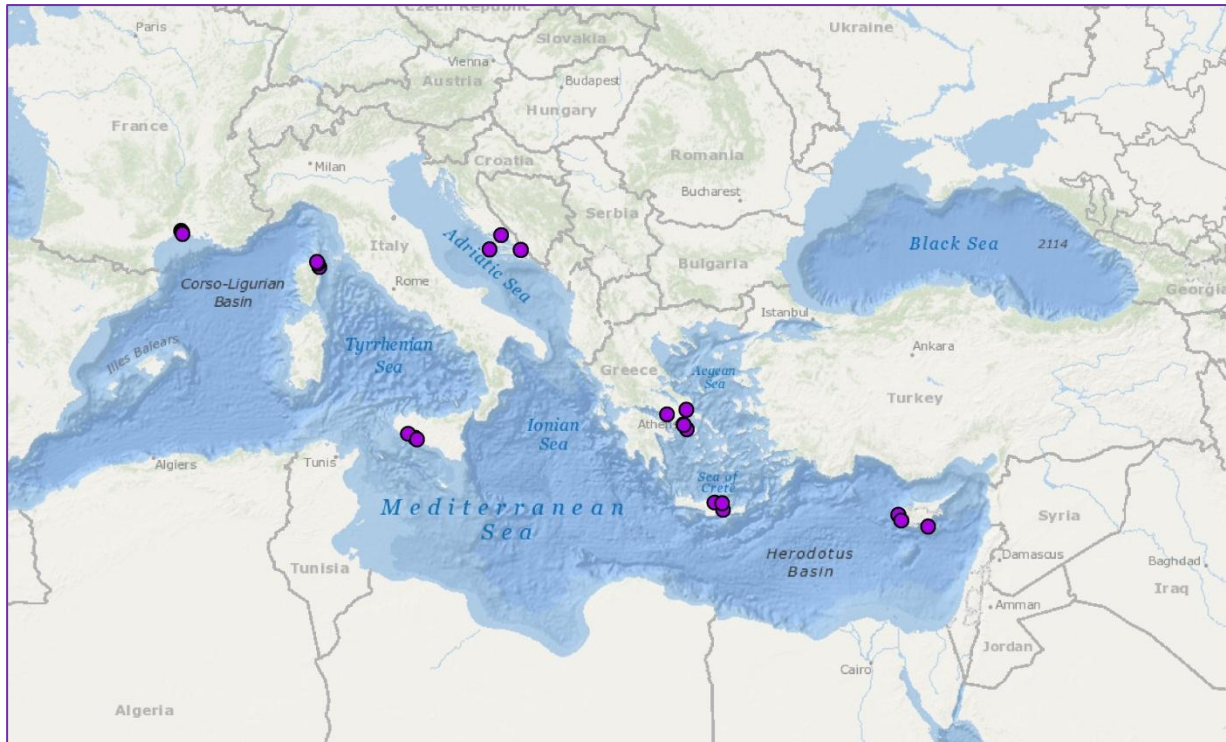 Czech Republic
Paris
Ukraine
Slovakia
Vienna
Austria
Budapest
Hungary
France
Milan
Croatia
Romania
Bucharest
Serbia
Italy
Adriatic Sea
Black Sea
2114
Corso-Ligurian
Basin
Rome
Bulgaria
Georgia
Istanbul
Illes Balears
Tyrrhenian
Sea
Greece
Aegean
Sea
Ankara
Turkey
Ionian
Sea
Athens
Algiers
Tunis
Sea of
Crete
Mediterranean
Sea
Syria
Herodotus
Basin
Damascus
Baghdad
Iraq
Tunisia
Amman
Jordan
Cairo
Algeria